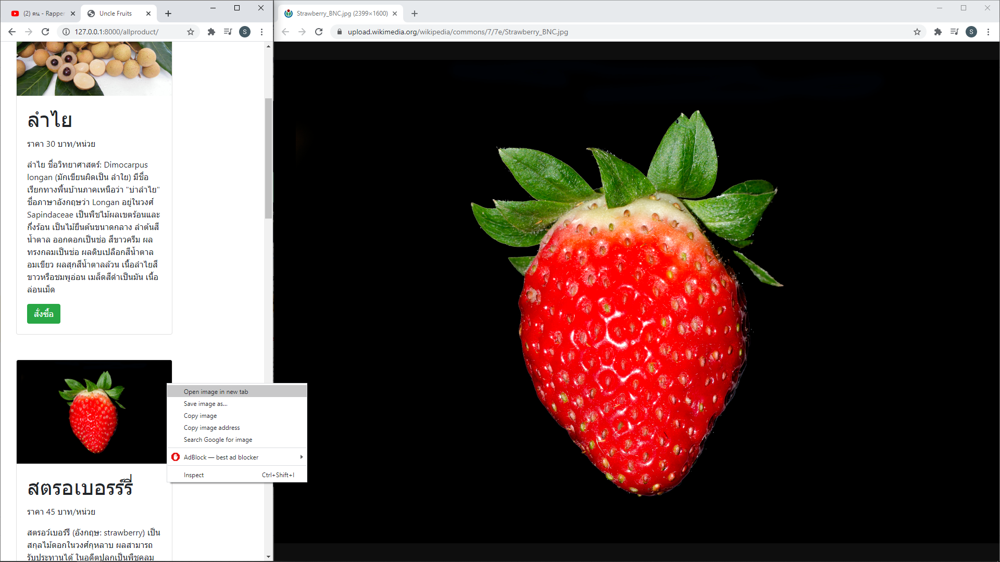 (2) ตน - Rapper
Uncle Fruits
127.0.0.1:8000/allproduct/
S
ลำไย
ราคา 30 บาท/หน่วย
ลำไย ชื่อวิทยาศาสตร์: Dimocarpus
longan (มักเขียนผิดเป็น ลำใย) มีชื่อ
เรียกทางพื้นบ้านภาคเหนือว่า "บ่าลำไย"
ชื่อภาษาอังกฤษว่า Longan อยู่ในวงศ์
Sapindaceae เป็นพืชไม้ผลเขตร้อนและ
กึ่งร้อน เป็นไม้ยืนต้นขนาดกลาง ลำต้นสี
น้ำตาล ออกดอกเป็นช่อ สีขาวครีม ผล
ทรงกลมเป็นช่อ ผลดิบเปลือกสีน้ำตาล
อมเขียว ผลสุกสีน้ำตาลล้วน เนื้อลำไยสี
ขาวหรือชมพูอ่อน เมล็ดสีดำเป็นมัน เนื้อ
ล่อนเม็ด
สั่งซื้อ
Open image in new tab
Save image as...
Copy image
Copy image address
Search Google for image
AdBlock — best ad blocker
Inspect Ctrl+Shift+I
สตรอเบอรร์รี่
ราคา 45 บาท/หน่วย
สตรอว์เบอร์รี (อังกฤษ: strawberry) เป็น
สกุลไม้ดอกในวงศ์กุหลาบ ผลสามารถ
รับประทานได้ ในอดีตปลูกเป็นพืชคลุม
Strawberry_BNC.jpg (2399×1600)
upload.wikimedia.org/wikipedia/commons/7/7e/Strawberry_BNC.jpg
S